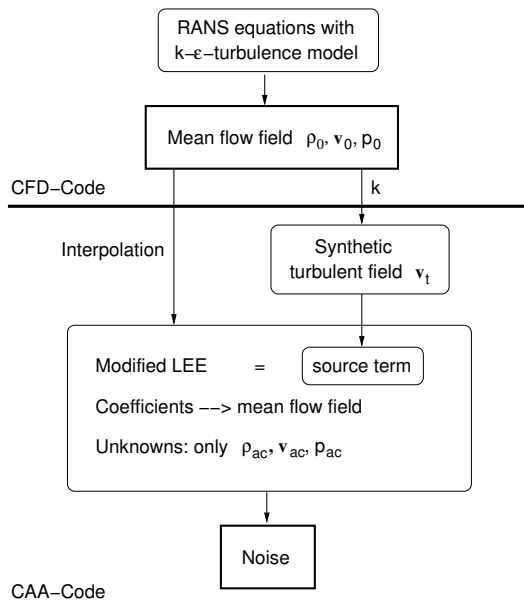 RANS equations with
k-ε-turbulence model
Mean flow field ρ₀, v₀, p₀
CFD-Code
k
Interpolation
Synthetic
turbulent field vₜ
Modified LEE = source term
Coefficients --> mean flow field
Unknowns: only ρac, vac, pac
Noise
CAA-Code